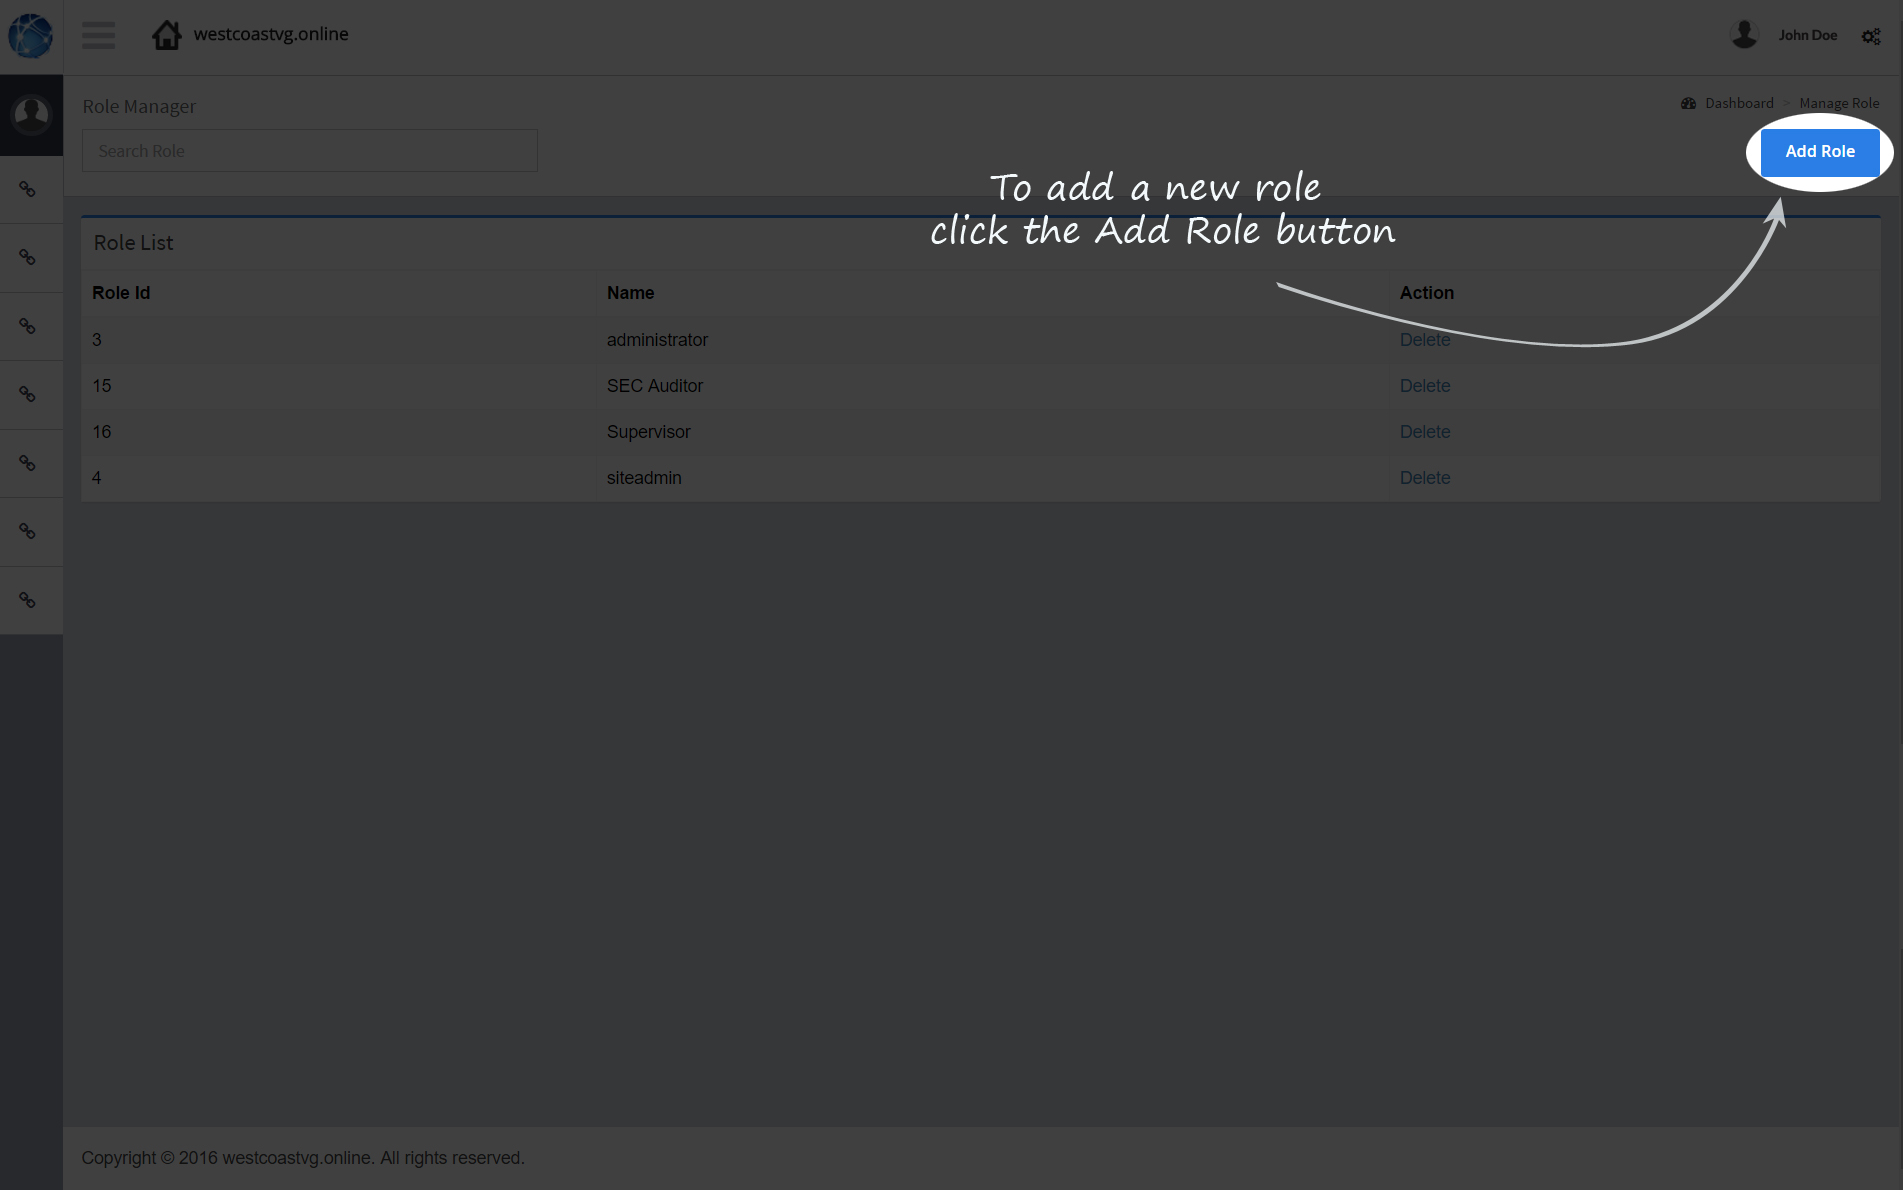 westcoastvg.online
John Doe
Role Manager
Dashboard > Manage Role
Search Role
Add Role
To add a new role
click the Add Role button
Role List
Role Id Name Action
3 administrator Delete
15 SEC Auditor Delete
16 Supervisor Delete
4 siteadmin Delete
Copyright © 2016 westcoastvg.online. All rights reserved.